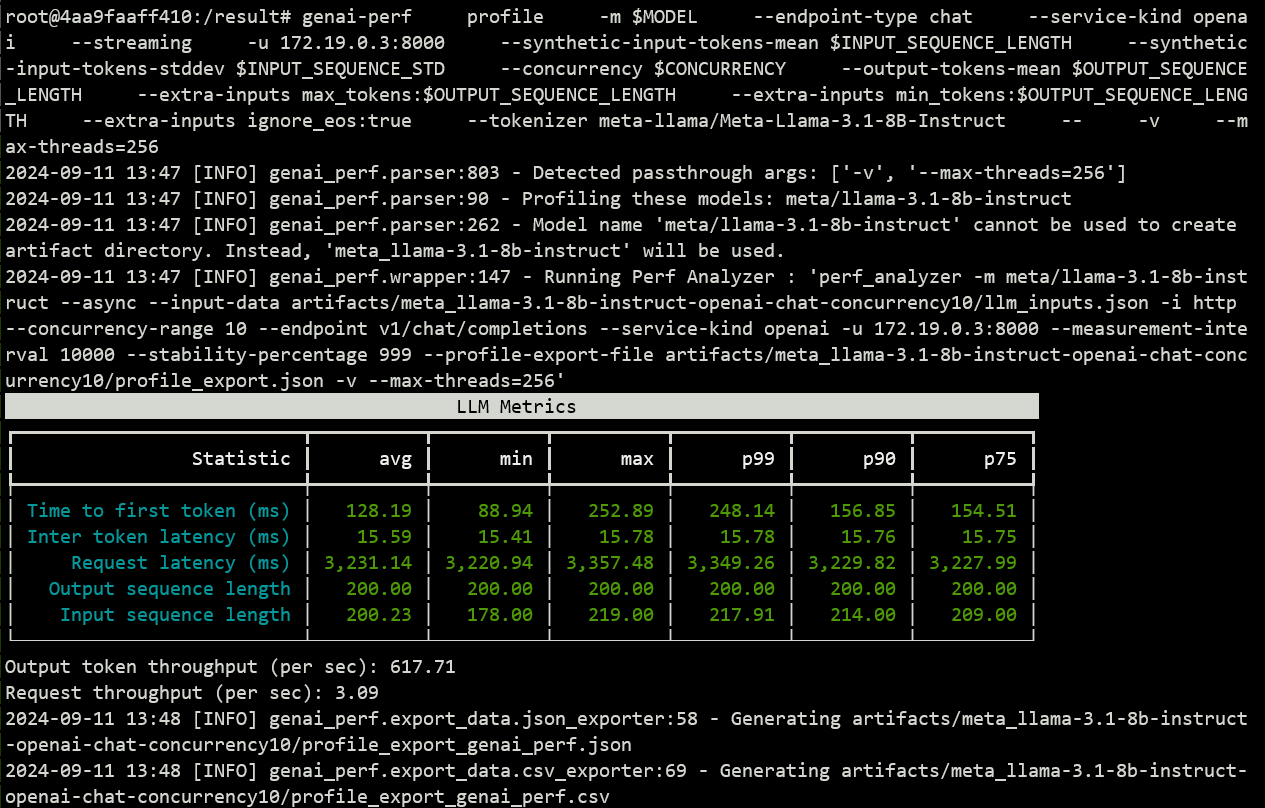 root@4aa9faaff410:/result# genai-perf     profile     -m $MODEL     --endpoint-type chat     --service-kind opena
i     --streaming     -u 172.19.0.3:8000     --synthetic-input-tokens-mean $INPUT_SEQUENCE_LENGTH     --synthetic
-input-tokens-stddev $INPUT_SEQUENCE_STD     --concurrency $CONCURRENCY     --output-tokens-mean $OUTPUT_SEQUENCE
_LENGTH     --extra-inputs max_tokens:$OUTPUT_SEQUENCE_LENGTH     --extra-inputs min_tokens:$OUTPUT_SEQUENCE_LENG
TH     --extra-inputs ignore_eos:true     --tokenizer meta-llama/Meta-Llama-3.1-8B-Instruct     --     -v     --m
ax-threads=256
2024-09-11 13:47 [INFO] genai_perf.parser:803 - Detected passthrough args: ['-v', '--max-threads=256']
2024-09-11 13:47 [INFO] genai_perf.parser:90 - Profiling these models: meta/llama-3.1-8b-instruct
2024-09-11 13:47 [INFO] genai_perf.parser:262 - Model name 'meta/llama-3.1-8b-instruct' cannot be used to create
artifact directory. Instead, 'meta_llama-3.1-8b-instruct' will be used.
2024-09-11 13:47 [INFO] genai_perf.wrapper:147 - Running Perf Analyzer : 'perf_analyzer -m meta/llama-3.1-8b-inst
ruct --async --input-data artifacts/meta_llama-3.1-8b-instruct-openai-chat-concurrency10/llm_inputs.json -i http
--concurrency-range 10 --endpoint v1/chat/completions --service-kind openai -u 172.19.0.3:8000 --measurement-inte
rval 10000 --stability-percentage 999 --profile-export-file artifacts/meta_llama-3.1-8b-instruct-openai-chat-conc
urrency10/profile_export.json -v --max-threads=256'
LLM Metrics
Statistic avg min max p99 p90 p75
Time to first token (ms) 128.19 88.94 252.89 248.14 156.85 154.51
Inter token latency (ms) 15.59 15.41 15.78 15.78 15.76 15.75
Request latency (ms) 3,231.14 3,220.94 3,357.48 3,349.26 3,229.82 3,227.99
Output sequence length 200.00 200.00 200.00 200.00 200.00 200.00
Input sequence length 200.23 178.00 219.00 217.91 214.00 209.00
Output token throughput (per sec): 617.71
Request throughput (per sec): 3.09
2024-09-11 13:48 [INFO] genai_perf.export_data.json_exporter:58 - Generating artifacts/meta_llama-3.1-8b-instruct
-openai-chat-concurrency10/profile_export_genai_perf.json
2024-09-11 13:48 [INFO] genai_perf.export_data.csv_exporter:69 - Generating artifacts/meta_llama-3.1-8b-instruct-
openai-chat-concurrency10/profile_export_genai_perf.csv